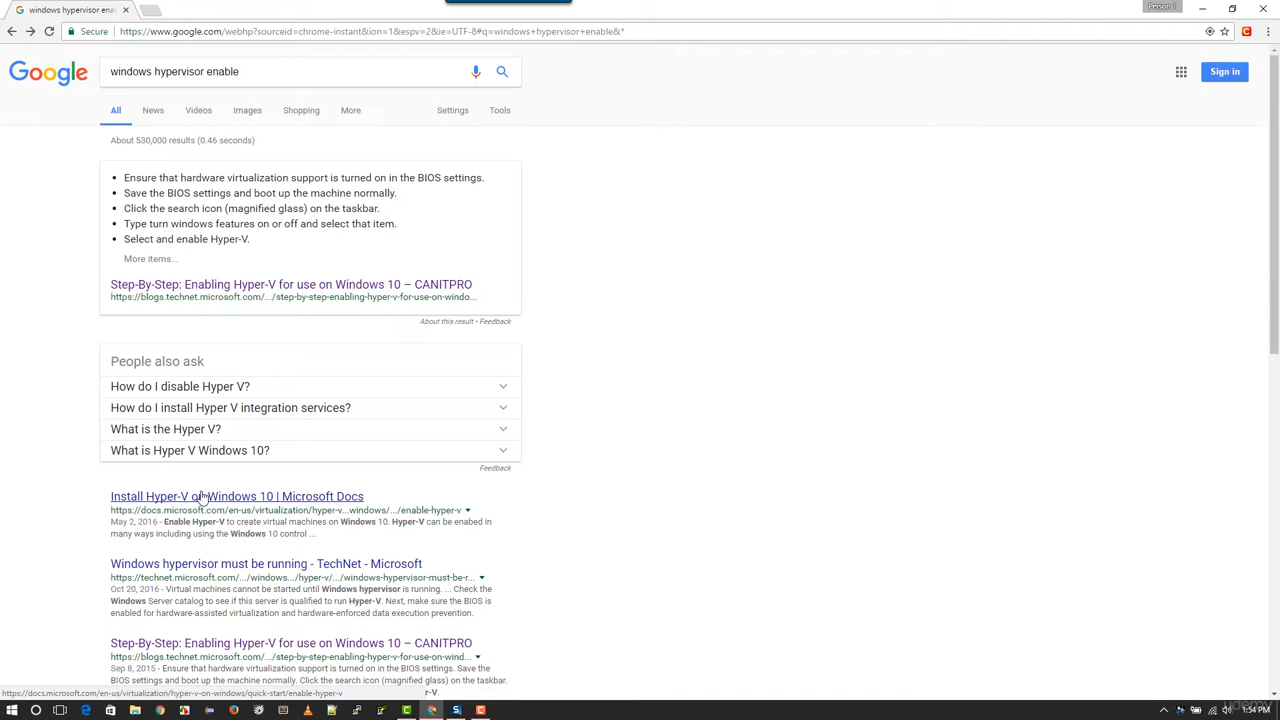 windows hypervisor enable
Person 1
Secure
https://www.google.com/webhp?sourceid=chrome-instant&ion=1&espv=2&ie=UTF-8#q=windows+hypervisor+enable&*
Google
windows hypervisor enable
Sign in
All News Videos Images Shopping More Settings Tools
About 530,000 results (0.46 seconds)
Ensure that hardware virtualization support is turned on in the BIOS settings.
Save the BIOS settings and boot up the machine normally.
Click the search icon (magnified glass) on the taskbar.
Type turn windows features on or off and select that item.
Select and enable Hyper-V.
More items...
Step-By-Step: Enabling Hyper-V for use on Windows 10 – CANITPRO
https://blogs.technet.microsoft.com/.../step-by-step-enabling-hyper-v-for-use-on-windo...
About this result • Feedback
People also ask
How do I disable Hyper V?
How do I install Hyper V integration services?
What is the Hyper V?
What is Hyper V Windows 10?
Feedback
Install Hyper-V on Windows 10 | Microsoft Docs
https://docs.microsoft.com/en-us/virtualization/hyper-v...windows/.../enable-hyper-v
May 2, 2016 - Enable Hyper-V to create virtual machines on Windows 10. Hyper-V can be enabed in
many ways including using the Windows 10 control ...
Windows hypervisor must be running - TechNet - Microsoft
https://technet.microsoft.com/.../windows.../hyper-v/.../windows-hypervisor-must-be-r...
Oct 20, 2016 - Virtual machines cannot be started until Windows hypervisor is running. ... Check the
Windows Server catalog to see if this server is qualified to run Hyper-V. Next, make sure the BIOS is
enabled for hardware-assisted virtualization and hardware-enforced data execution prevention.
Step-By-Step: Enabling Hyper-V for use on Windows 10 – CANITPRO
https://blogs.technet.microsoft.com/.../step-by-step-enabling-hyper-v-for-use-on-wind...
Sep 8, 2015 - Ensure that hardware virtualization support is turned on in the BIOS settings. Save the
BIOS settings and boot up the machine normally. Click the search icon (magnified glass) on the taskbar.
https://docs.microsoft.com/en-us/virtualization/hyper-v-on-windows/quick-start/enable-hyper-v
r-V.
1:54 PM
udemy